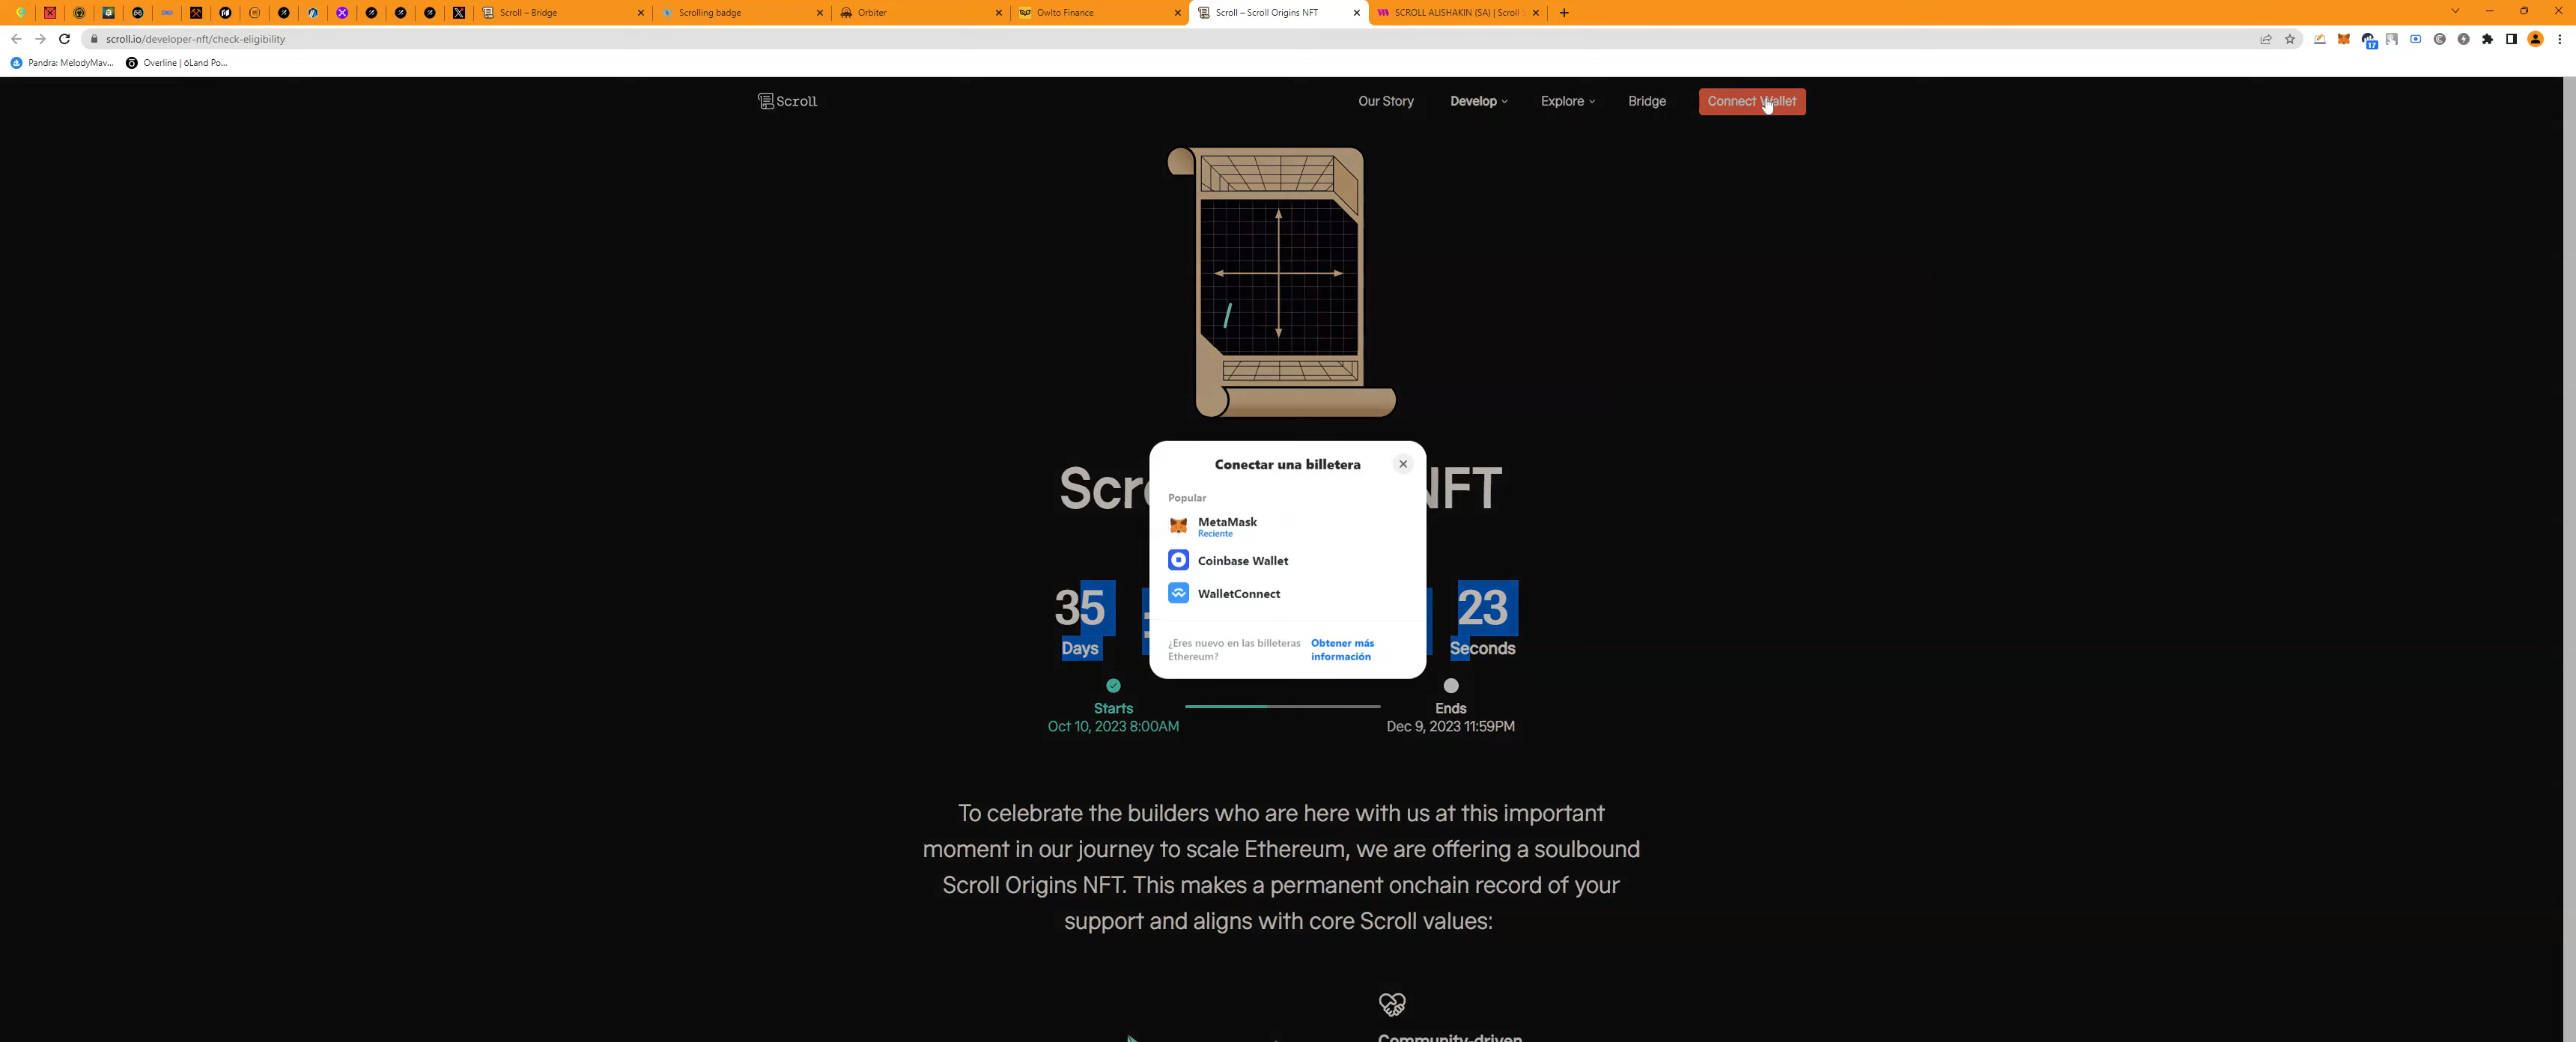 Scroll – Bridge
Scrolling badge
Orbiter
Owlto Finance
Scroll – Scroll Origins NFT
SCROLL ALISHAKIN (SA) | Scroll
scroll.io/developer-nft/check-eligibility
17
Pandra: MelodyMav...
Overline | 6Land Po...
Scroll
Our Story
Develop
Explore
Bridge
Connect Wallet
Conectar una billetera
Scr NFT
Popular
MetaMask
Reciente
Coinbase Wallet
WalletConnect
35 : 23
Days Seconds
¿Eres nuevo en las billeteras
Ethereum?
Obtener más
información
Starts
Oct 10, 2023 8:00AM
Ends
Dec 9, 2023 11:59PM
To celebrate the builders who are here with us at this important
moment in our journey to scale Ethereum, we are offering a soulbound
Scroll Origins NFT. This makes a permanent onchain record of your
support and aligns with core Scroll values:
Community-driven